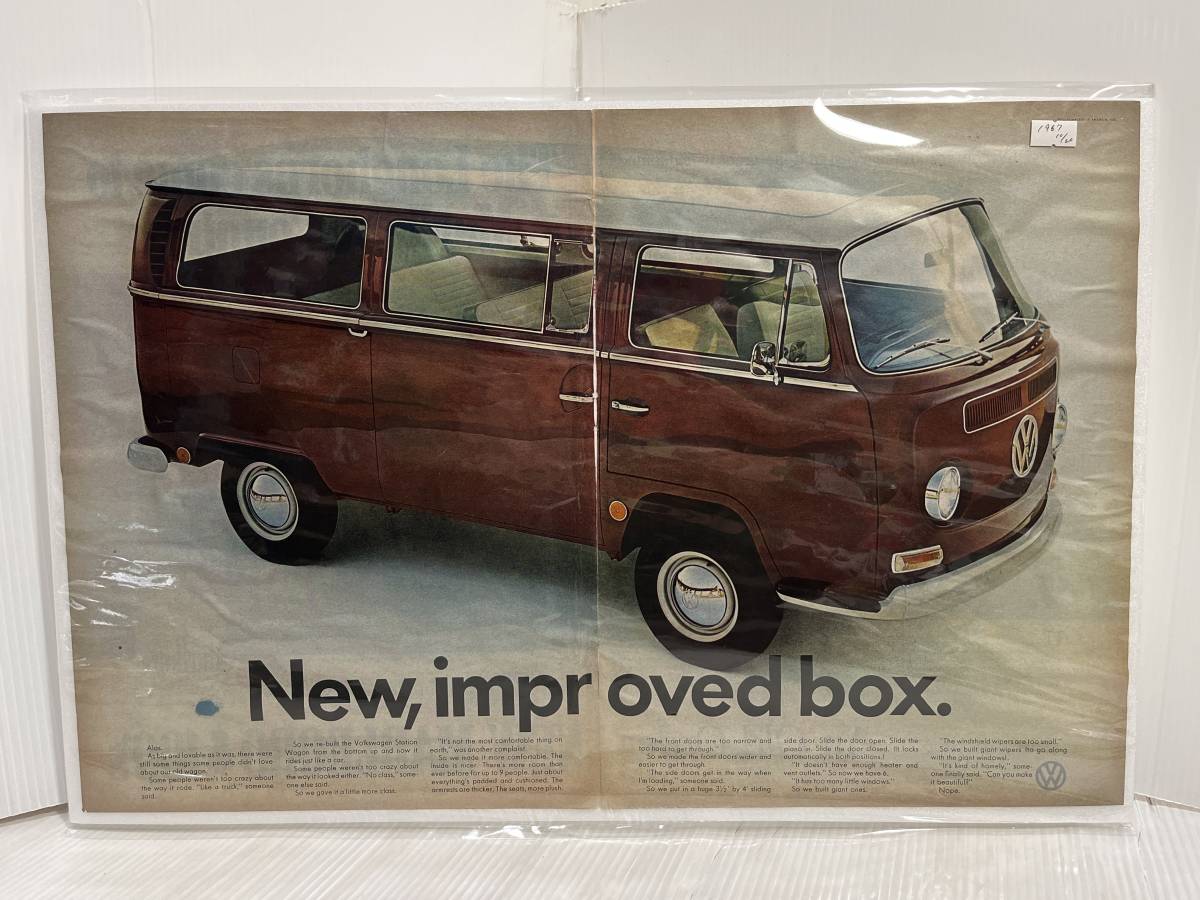 1967
10/20
New, improved box.
Alas.
As big and lovable as it was, there were
still some things some people didn't love
about our old wagon.
Some people weren't too crazy about
the way it rode. "Like a truck," someone
said.
So we re-built the Volkswagen Station
Wagon from the bottom up and now it
rides just like a car.
Some people weren't too crazy about
the way it looked either. "No class," some-
one else said.
So we gave it a little more class.
"It's not the most comfortable thing on
earth," was another complaint.
So we made it more comfortable. The
inside is nicer. There's more room than
ever before for up to 9 people. Just about
everything's padded and cushioned. The
armrests are thicker. The seats, more plush.
"The front doors are too narrow and
too hard to get through."
So we made the front doors wider and
easier to get through.
"The side doors get in the way when
I'm loading," someone said.
So we put in a huge 3½' by 4' sliding
side door. Slide the door open. Slide the
piano in. Slide the door closed. (It locks
automatically in both positions.)
"It doesn't have enough heater and
vent outlets." So now we have 6.
"It has too many little windows."
So we built giant ones.
"The windshield wipers are too small."
So we built giant wipers (to go along
with the giant windows).
"It's kind of homely," some-
one finally said. "Can you make
it beautiful?"
Nope.